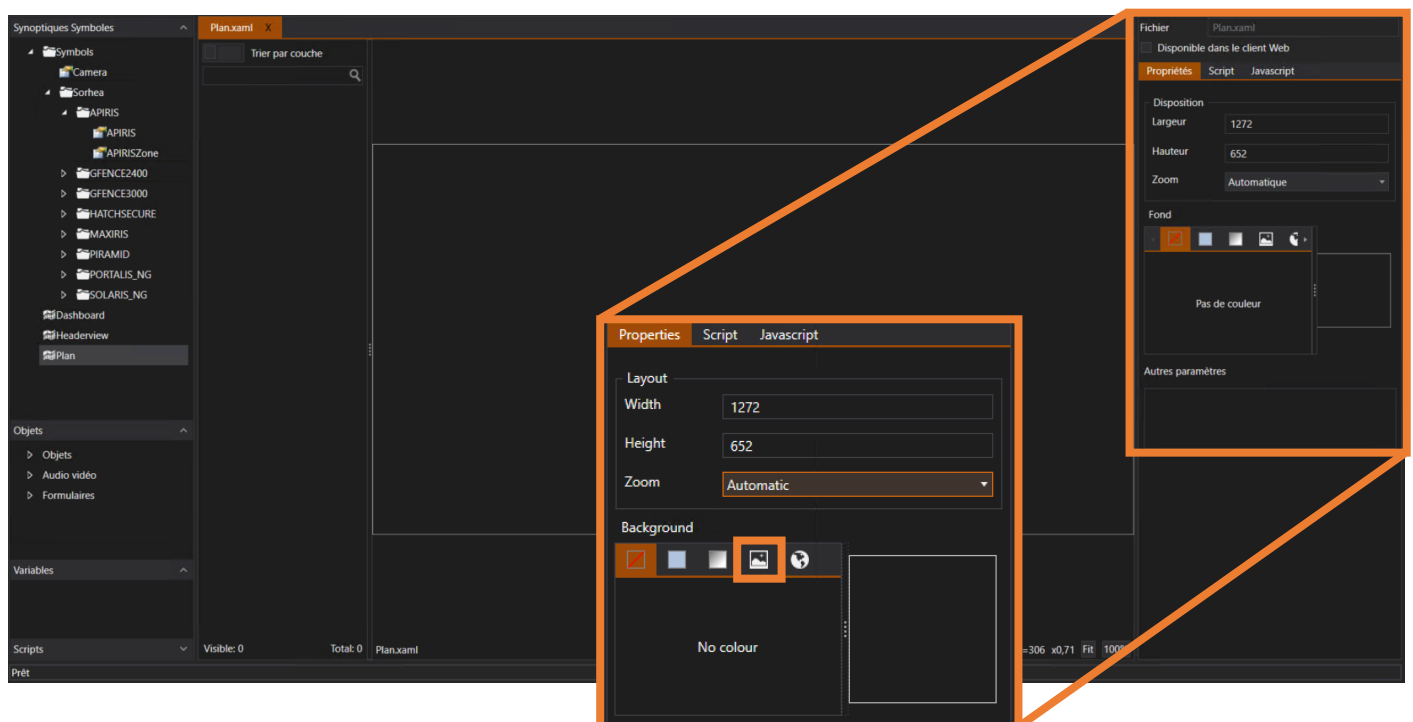 Synoptiques Symboles
Symbols
Camera
Sorhea
APIRIS
APIRIS
APIRISZone
GFENCE2400
GFENCE3000
HATCHSECURE
MAXIRIS
PIRAMID
PORTALIS_NG
SOLARIS_NG
Dashboard
Headerview
Plan
Objets
Objets
Audio vidéo
Formulaires
Variables
Scripts
Prêt
Plan.xaml X
Trier par couche
Visible: 0 Total: 0
Plan.xaml
=306 x0,71 Fit 100%
Fichier Plan.xaml
Disponible dans le client Web
Propriétés Script Javascript
Disposition
Largeur 1272
Hauteur 652
Zoom Automatique
Fond
Pas de couleur
Autres paramètres
Properties Script Javascript
Layout
Width 1272
Height 652
Zoom Automatic
Background
No colour